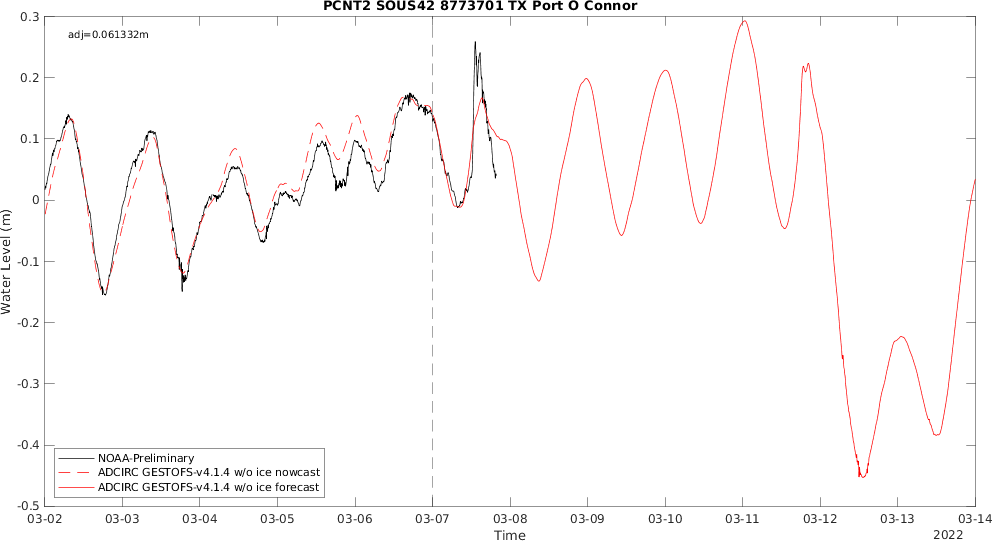 PCNT2 SOUS42 8773701 TX Port O Connor
adj=0.061332m
0.3
0.2
0.1
0
-0.1
-0.2
-0.3
-0.4
-0.5
Water Level (m)
NOAA-Preliminary
ADCIRC GESTOFS-v4.1.4 w/o ice nowcast
ADCIRC GESTOFS-v4.1.4 w/o ice forecast
03-02 03-03 03-04 03-05 03-06 03-07 03-08 03-09 03-10 03-11 03-12 03-13 03-14
Time
2022